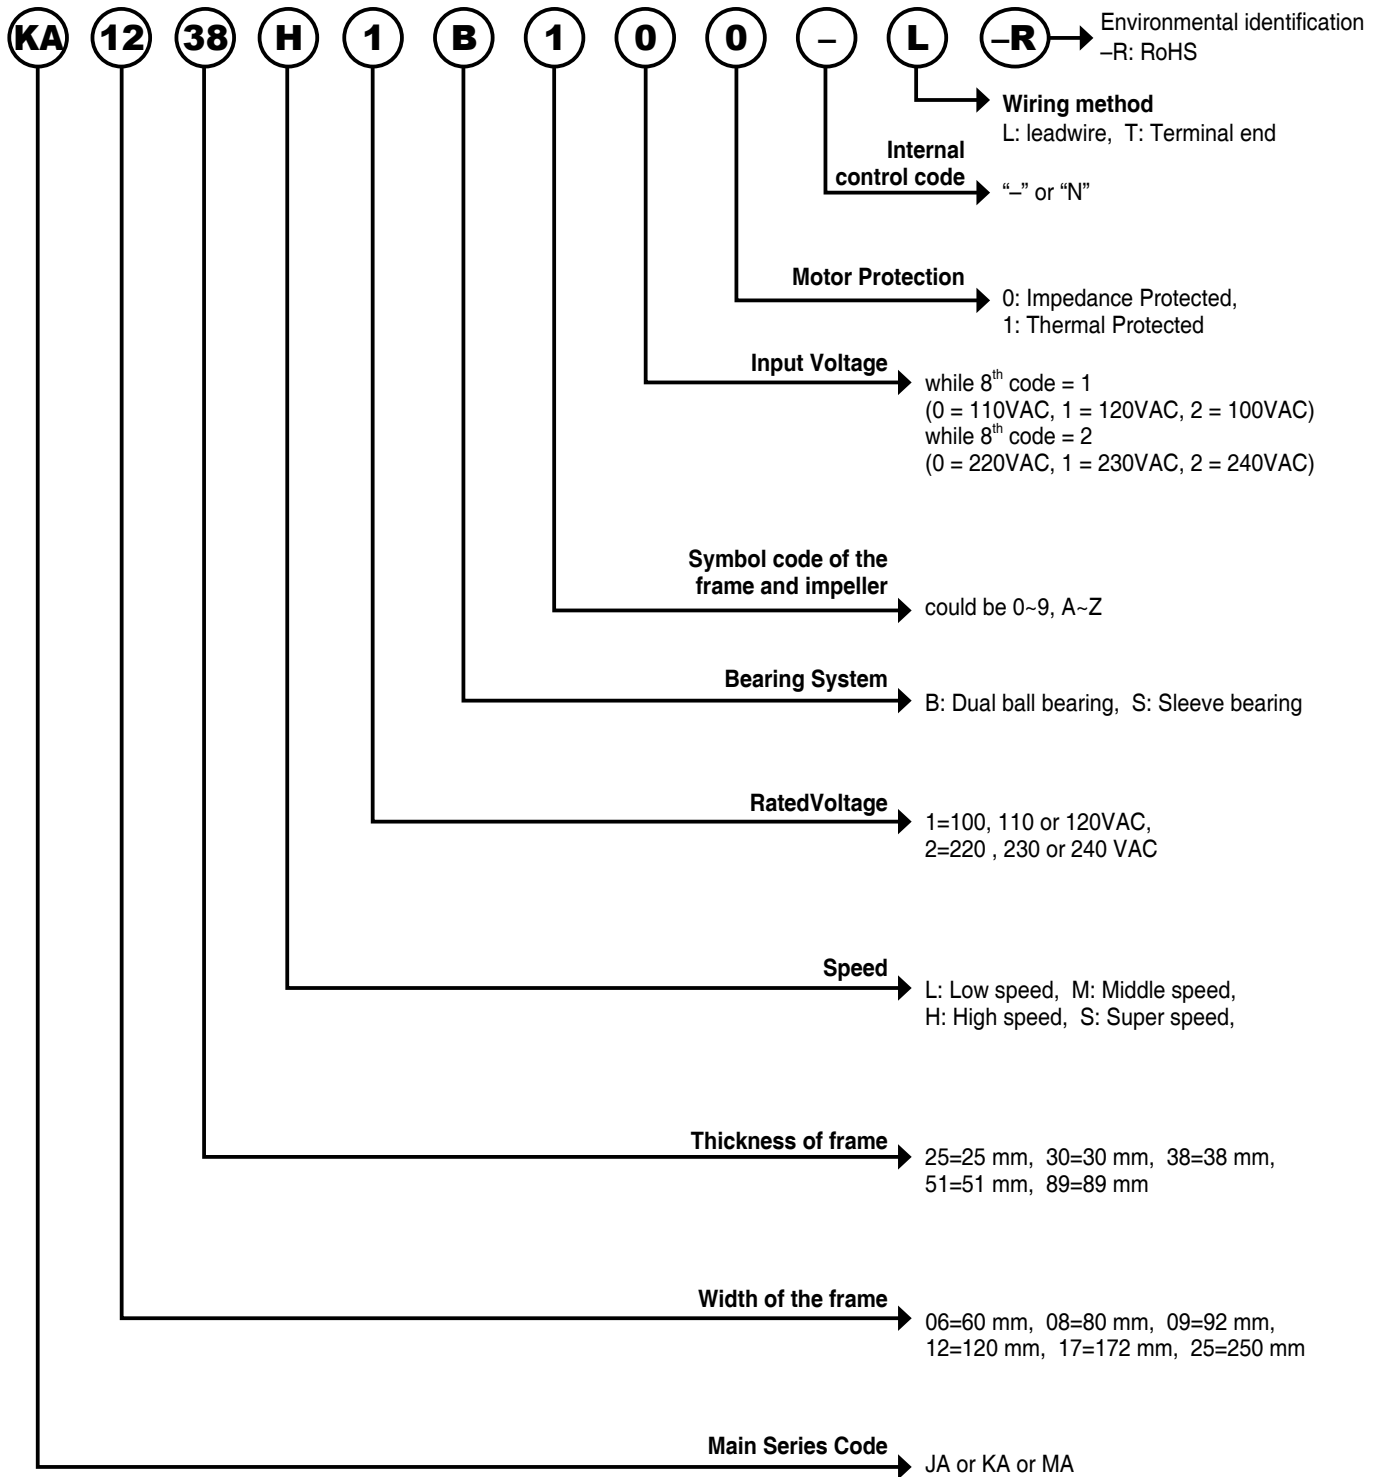 KA 12 38 H 1 B 1 0 0 – L –R
Environmental identification
–R: RoHS
Wiring method
L: leadwire, T: Terminal end
Internal
control code
“–” or “N”
Motor Protection
0: Impedance Protected,
1: Thermal Protected
Input Voltage
while 8th code = 1
(0 = 110VAC, 1 = 120VAC, 2 = 100VAC)
while 8th code = 2
(0 = 220VAC, 1 = 230VAC, 2 = 240VAC)
Symbol code of the
frame and impeller
could be 0~9, A~Z
Bearing System
B: Dual ball bearing, S: Sleeve bearing
RatedVoltage
1=100, 110 or 120VAC,
2=220 , 230 or 240 VAC
Speed
L: Low speed, M: Middle speed,
H: High speed, S: Super speed,
Thickness of frame
25=25 mm, 30=30 mm, 38=38 mm,
51=51 mm, 89=89 mm
Width of the frame
06=60 mm, 08=80 mm, 09=92 mm,
12=120 mm, 17=172 mm, 25=250 mm
Main Series Code
JA or KA or MA